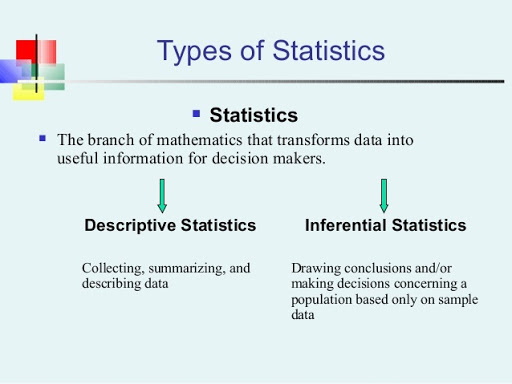 Types of Statistics
Statistics
The branch of mathematics that transforms data into
useful information for decision makers.
Descriptive Statistics
Collecting, summarizing, and
describing data
Inferential Statistics
Drawing conclusions and/or
making decisions concerning a
population based only on sample
data